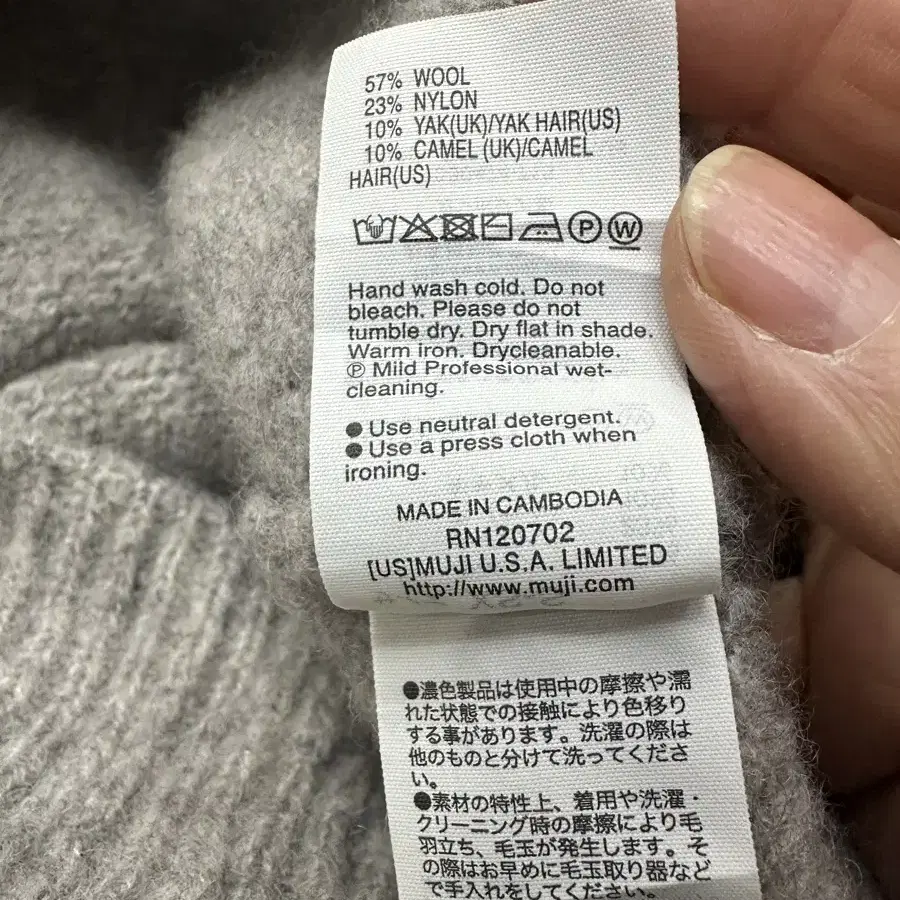 57% WOOL
23% NYLON
10% YAK(UK)/YAK HAIR(US)
10% CAMEL (UK)/CAMEL
HAIR(US)
P W
Hand wash cold. Do not
bleach. Please do not
tumble dry. Dry flat in shade.
Warm iron. Drycleanable.
Ⓟ Mild Professional wet-
cleaning.
●Use neutral detergent.
●Use a press cloth when
ironing.
MADE IN CAMBODIA
RN120702
[US]MUJI U.S.A. LIMITED
http://www.muji.com
●濃色製品は使用中の摩擦や濡
れた状態での接触により色移り
する事があります。洗濯の際は
他のものと分けて洗ってくださ
い。
●素材の特性上、着用や洗濯・
クリーニング時の摩擦により毛
羽立ち、毛玉が発生します。そ
の際はお早めに毛玉取り器など
で手入れをしてください。